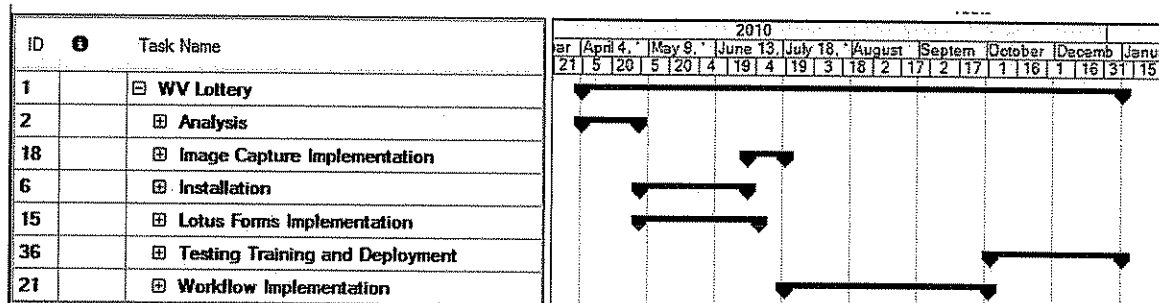 2010
ID Task Name
ar April 4, ' May 9, ' June 13, July 18, ' August Septem October Decemb Janu
21 5 20 5 20 4 19 4 19 3 18 2 17 2 17 1 16 1 16 31 15
1 WV Lottery
2 Analysis
18 Image Capture Implementation
6 Installation
15 Lotus Forms Implementation
36 Testing Training and Deployment
21 Workflow Implementation